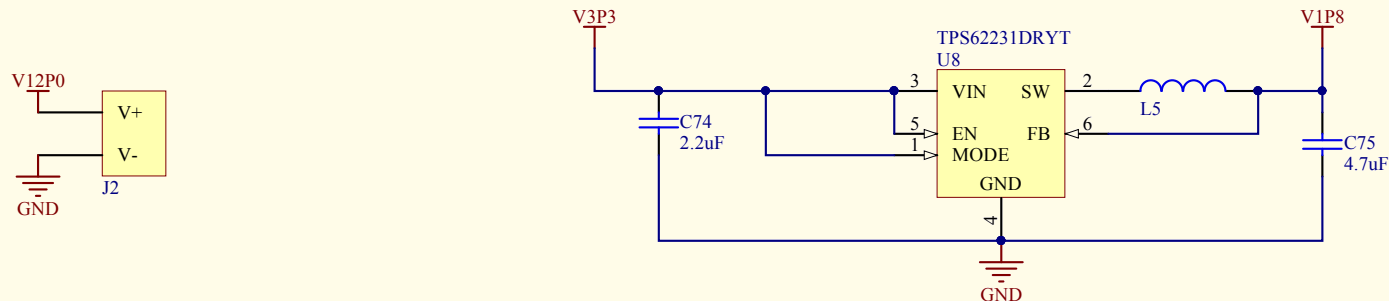 V12P0
V+
V-
J2
GND
V3P3
C74
2.2uF
TPS62231DRYT
U8
3
VIN
SW
2
5
EN
FB
6
1
MODE
GND
4
GND
L5
V1P8
C75
4.7uF